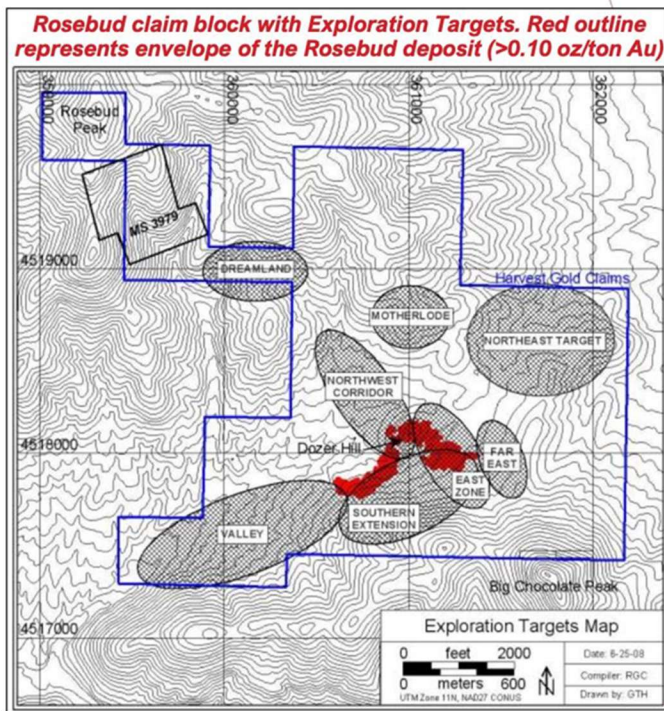 Rosebud claim block with Exploration Targets. Red outline
represents envelope of the Rosebud deposit (>0.10 oz/ton Au)
360000
361000
362000
Rosebud
Peak
MS 3979
4519000
DREAMLAND
Harvest Gold Claims
MOTHERLODE
NORTHEAST TARGET
NORTHWEST
CORRIDOR
4518000
Dozer Hill
FAR
EAST
EAST
ZONE
SOUTHERN
EXTENSION
VALLEY
Big Chocolate Peak
4517000
Exploration Targets Map
0 feet 2000
0 meters 600
N
UTM Zone 11N, NAD27 CONUS
Date: 6-25-08
Compiler: RGC
Drawn by: GTH